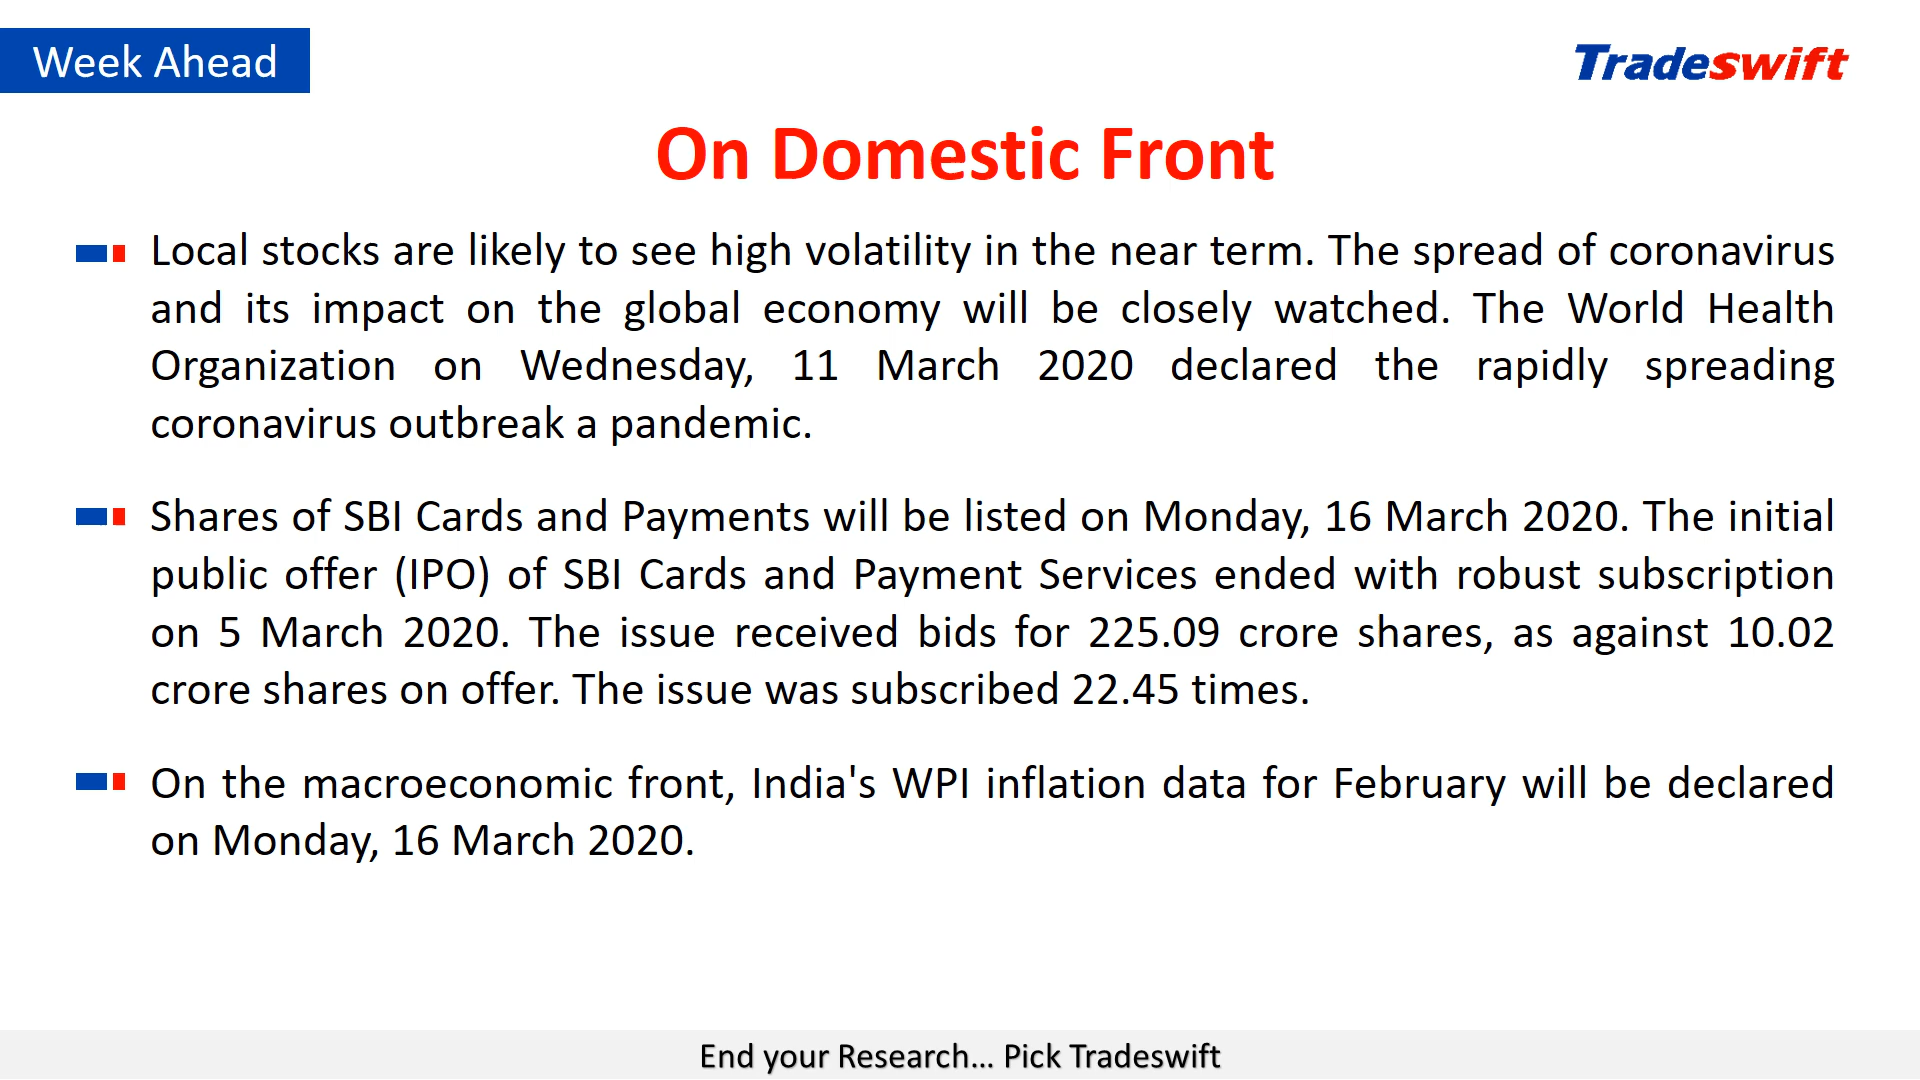 Week Ahead
Tradeswift
On Domestic Front
Local stocks are likely to see high volatility in the near term. The spread of coronavirus
and its impact on the global economy will be closely watched. The World Health
Organization on Wednesday, 11 March 2020 declared the rapidly spreading
coronavirus outbreak a pandemic.
Shares of SBI Cards and Payments will be listed on Monday, 16 March 2020. The initial
public offer (IPO) of SBI Cards and Payment Services ended with robust subscription
on 5 March 2020. The issue received bids for 225.09 crore shares, as against 10.02
crore shares on offer. The issue was subscribed 22.45 times.
On the macroeconomic front, India's WPI inflation data for February will be declared
on Monday, 16 March 2020.
End your Research... Pick Tradeswift